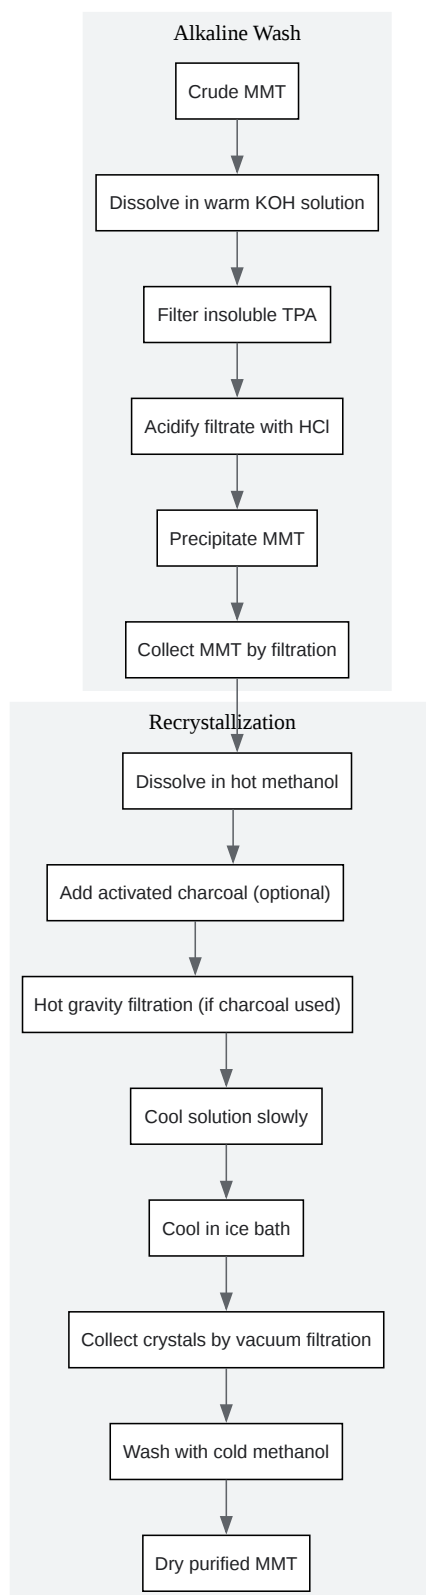 Alkaline Wash
Crude MMT
Dissolve in warm KOH solution
Filter insoluble TPA
Acidify filtrate with HCl
Precipitate MMT
Collect MMT by filtration
Recrystallization
Dissolve in hot methanol
Add activated charcoal (optional)
Hot gravity filtration (if charcoal used)
Cool solution slowly
Cool in ice bath
Collect crystals by vacuum filtration
Wash with cold methanol
Dry purified MMT